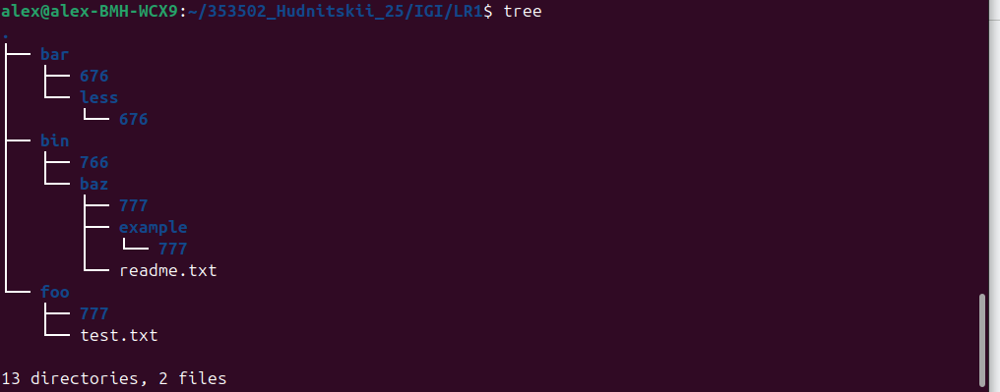 alex@alex-BMH-WCX9:~/353502_Hudnitskii_25/IGI/LR1$ tree
.
├── bar
│   ├── 676
│   └── less
│       └── 676
├── bin
│   ├── 766
│   └── baz
│       ├── 777
│       ├── example
│       │   └── 777
│       └── readme.txt
└── foo
    ├── 777
    └── test.txt

13 directories, 2 files